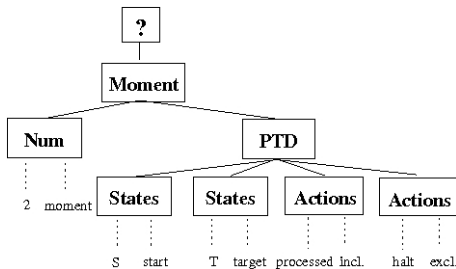 ?
Moment
Num PTD
2 moment States States Actions Actions
S start T target processed incl. halt excl.